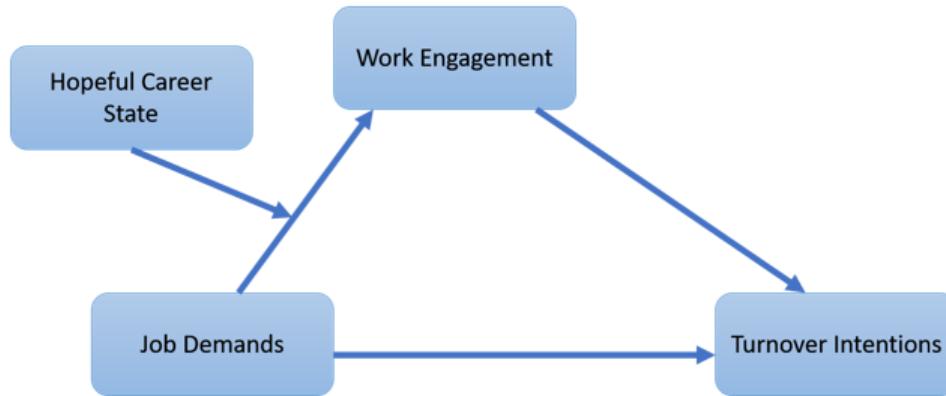 Work Engagement
Hopeful Career
State
Job Demands
Turnover Intentions